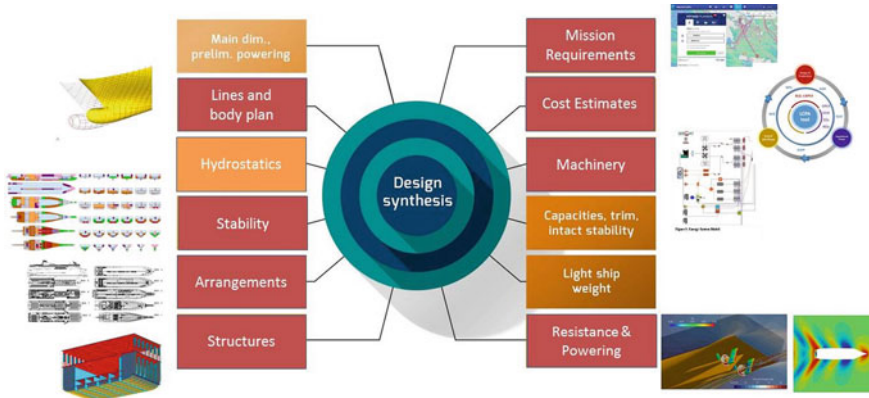 Main dim.,
prelim. powering
Lines and
body plan
Hydrostatics
Stability
Arrangements
Structures
Design
synthesis
Mission
Requirements
Cost Estimates
Machinery
Capacities, trim,
intact stability
Light ship
weight
Resistance &
Powering